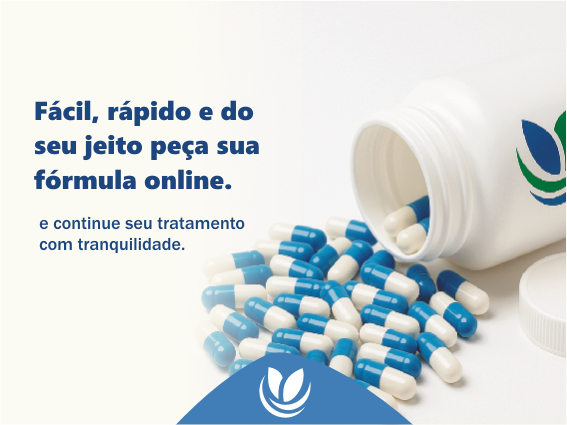 Fácil, rápido e do
seu jeito peça sua
fórmula online.
e continue seu tratamento
com tranquilidade.